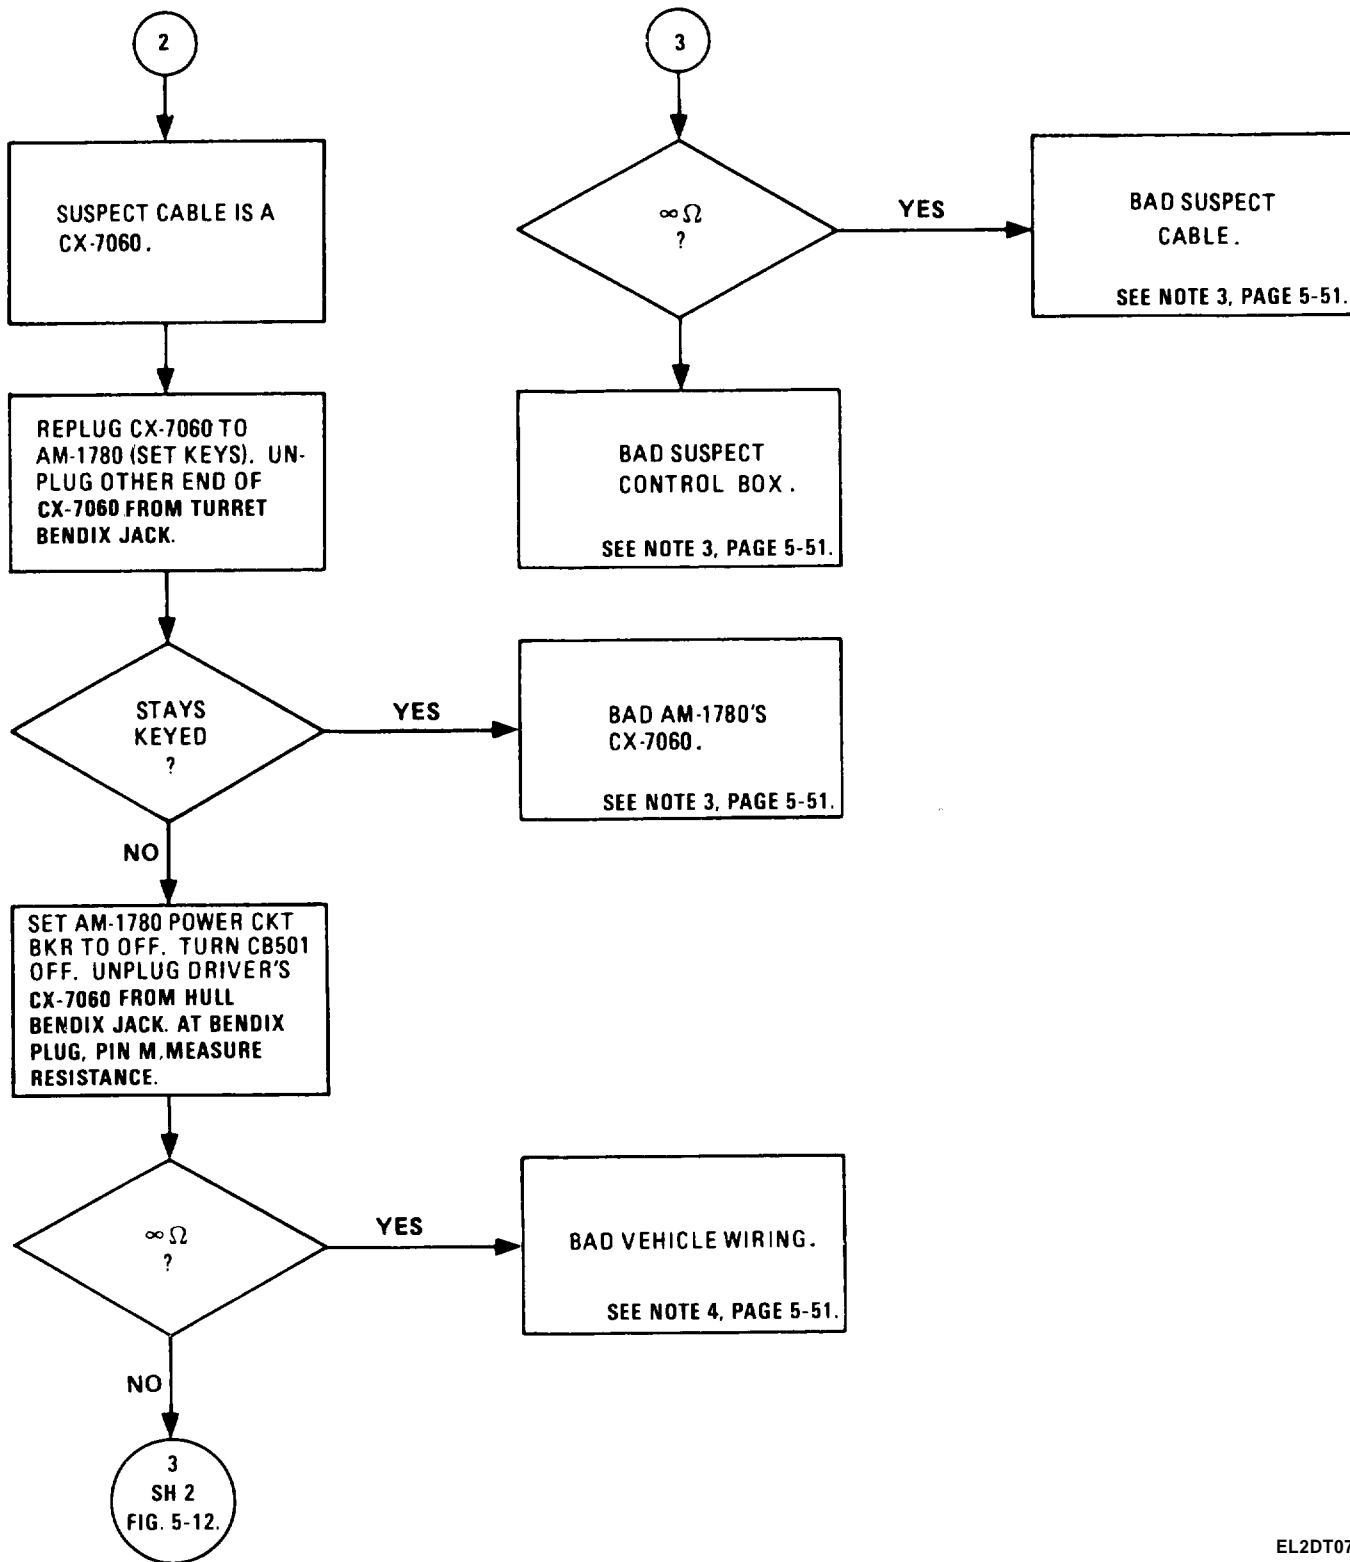 2
SUSPECT CABLE IS A
CX-7060.
REPLUG CX-7060 TO
AM-1780 (SET KEYS). UN-
PLUG OTHER END OF
CX-7060 FROM TURRET
BENDIX JACK.
STAYS
KEYED
?
YES
BAD AM-1780'S
CX-7060.
SEE NOTE 3, PAGE 5-51.
NO
SET AM-1780 POWER CKT
BKR TO OFF. TURN CB501
OFF. UNPLUG DRIVER'S
CX-7060 FROM HULL
BENDIX JACK. AT BENDIX
PLUG, PIN M, MEASURE
RESISTANCE.
∞ Ω
?
YES
BAD VEHICLE WIRING.
SEE NOTE 4, PAGE 5-51.
NO
3
SH 2
FIG. 5-12.
3
∞ Ω
?
YES
BAD SUSPECT
CABLE.
SEE NOTE 3, PAGE 5-51.
BAD SUSPECT
CONTROL BOX.
SEE NOTE 3, PAGE 5-51.
EL2DT07